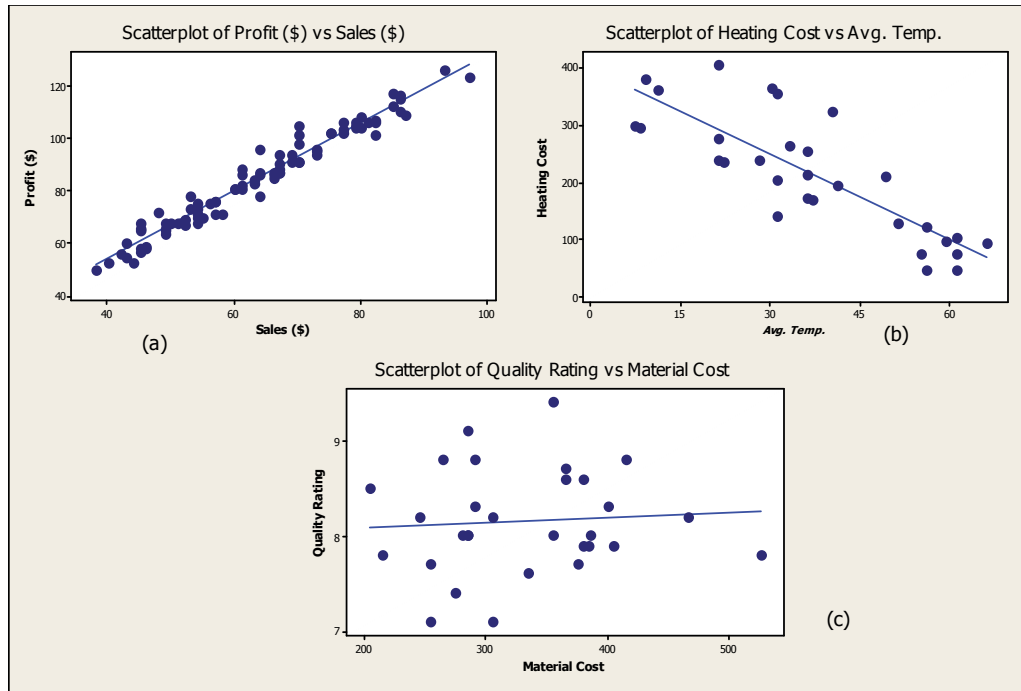 Scatterplot of Profit ($) vs Sales ($)
Profit ($)
120
100
80
60
40
40 60 80 100
Sales ($)
(a)
Scatterplot of Heating Cost vs Avg. Temp.
Heating Cost
400
300
200
100
0
0 15 30 45 60
Avg. Temp.
(b)
Scatterplot of Quality Rating vs Material Cost
Quality Rating
9
8
7
200 300 400 500
Material Cost
(c)